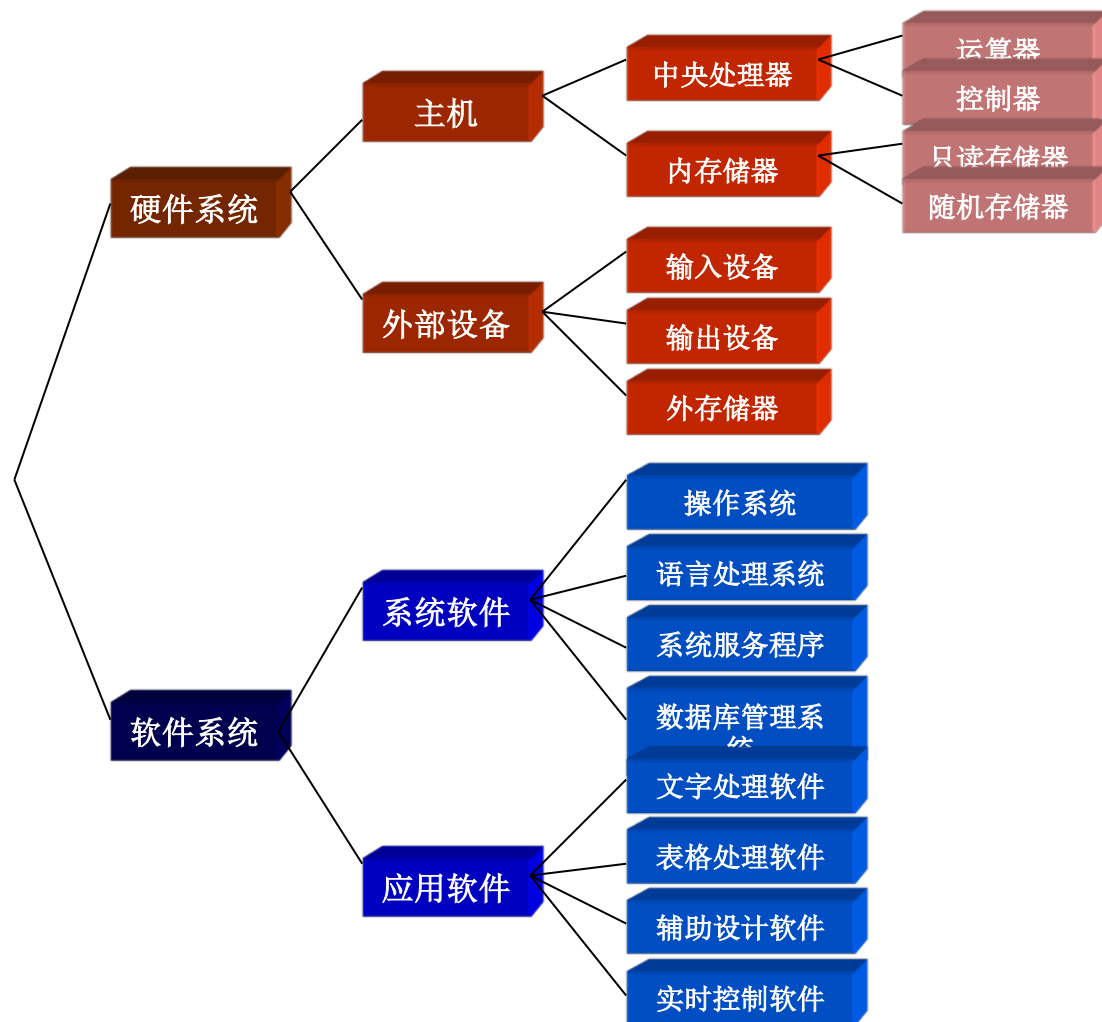 硬件系统
主机
中央处理器
运算器
控制器
内存储器
只读存储器
随机存储器
外部设备
输入设备
输出设备
外存储器
软件系统
系统软件
操作系统
语言处理系统
系统服务程序
数据库管理系
统
应用软件
文字处理软件
表格处理软件
辅助设计软件
实时控制软件